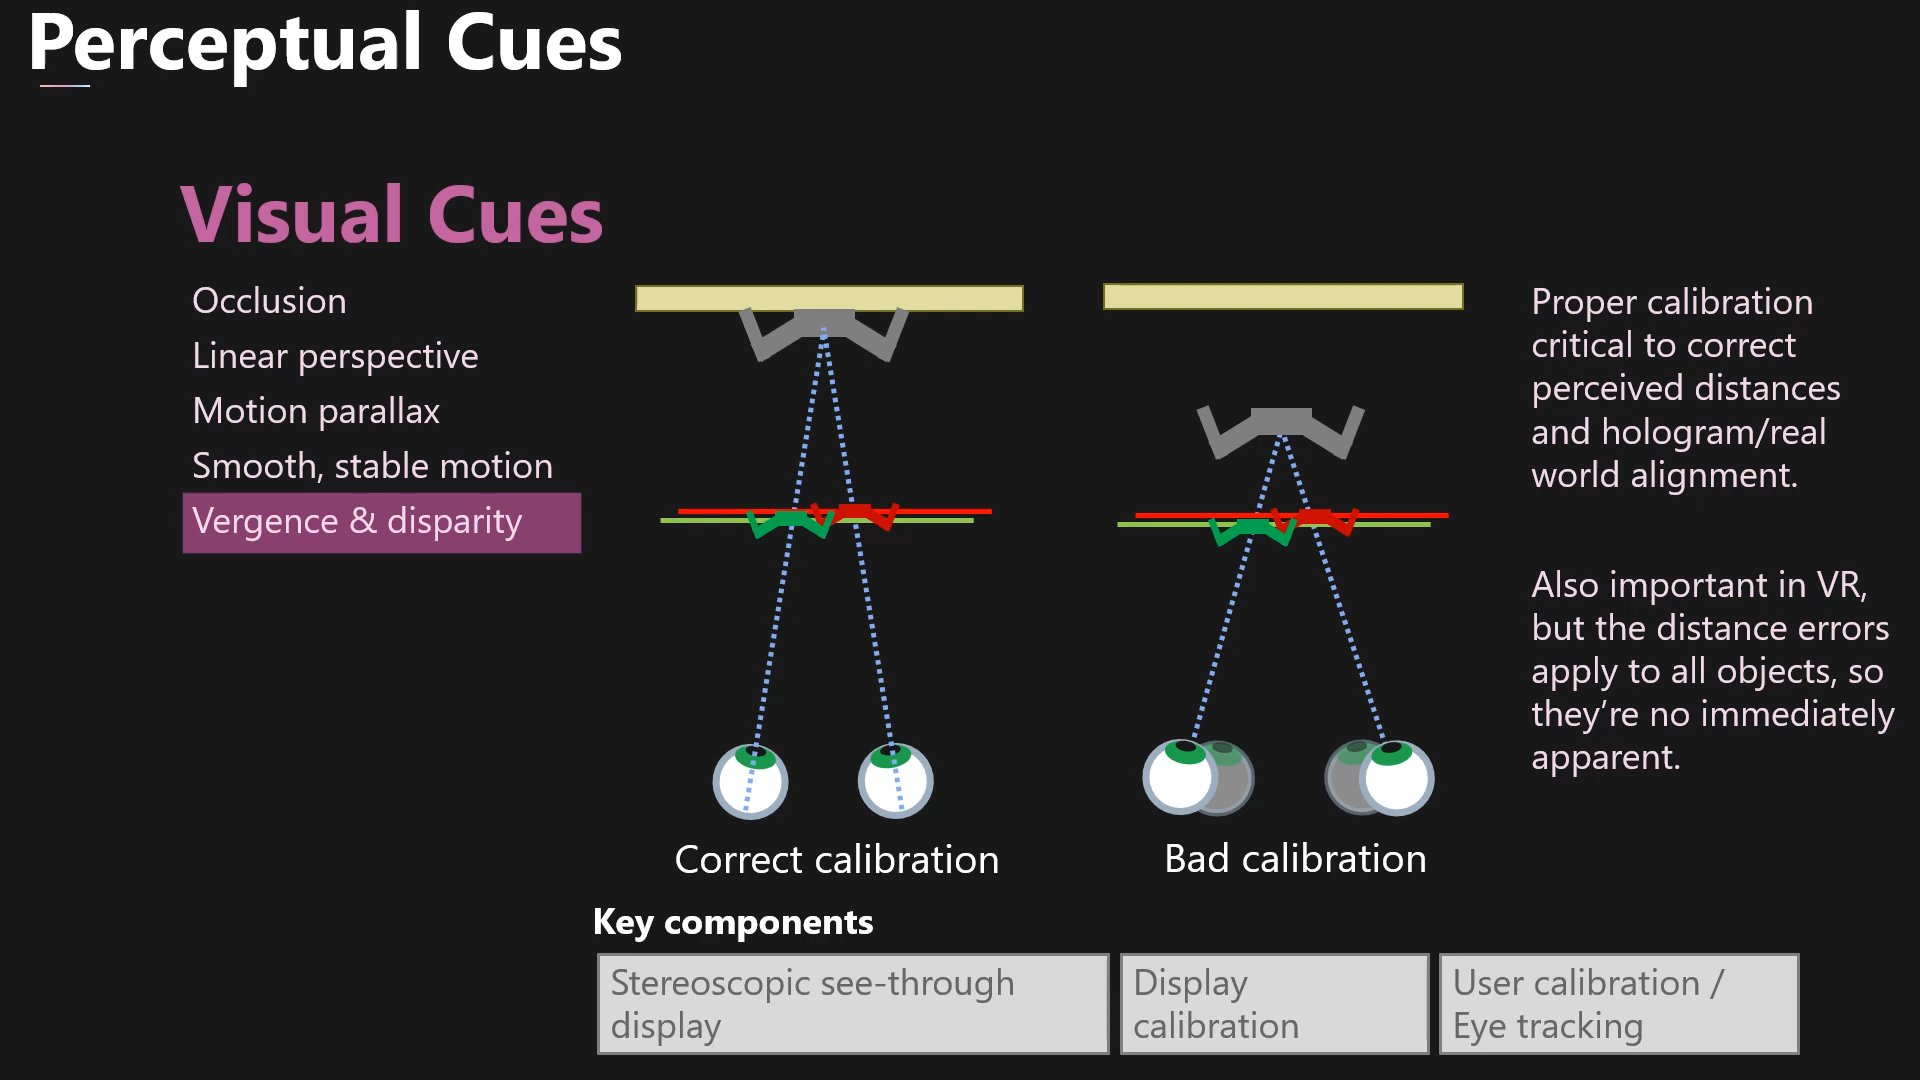 Perceptual Cues
Visual Cues
Occlusion
Linear perspective
Motion parallax
Smooth, stable motion
Vergence & disparity
Correct calibration
Bad calibration
Proper calibration
critical to correct
perceived distances
and hologram/real
world alignment.
Also important in VR,
but the distance errors
apply to all objects, so
they’re no immediately
apparent.
Key components
Stereoscopic see-through
display
Display
calibration
User calibration /
Eye tracking